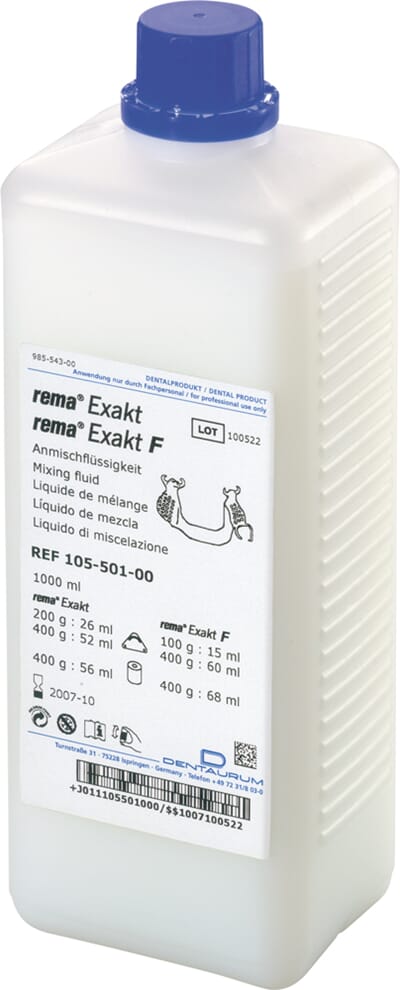 985-543-00
DENTALPRODUKT / DENTAL PRODUCT
Anwendung nur durch Fachpersonal / for professional use only
rema® Exakt
rema® Exakt F
LOT 100522
Anmischflüssigkeit
Mixing fluid
Liquide de mélange
Líquido de mezcla
Liquido di miscelazione
REF 105-501-00
1000 ml
rema® Exakt
200 g : 26 ml
400 g : 52 ml
400 g : 56 ml
rema® Exakt F
100 g : 15 ml
400 g : 60 ml
400 g : 68 ml
2007-10
D
DENTAURUM
Turnstraße 31 - 75228 Ispringen - Germany - Telefon + 49 72 31/8 03-0
+J011105501000/$$1007100522